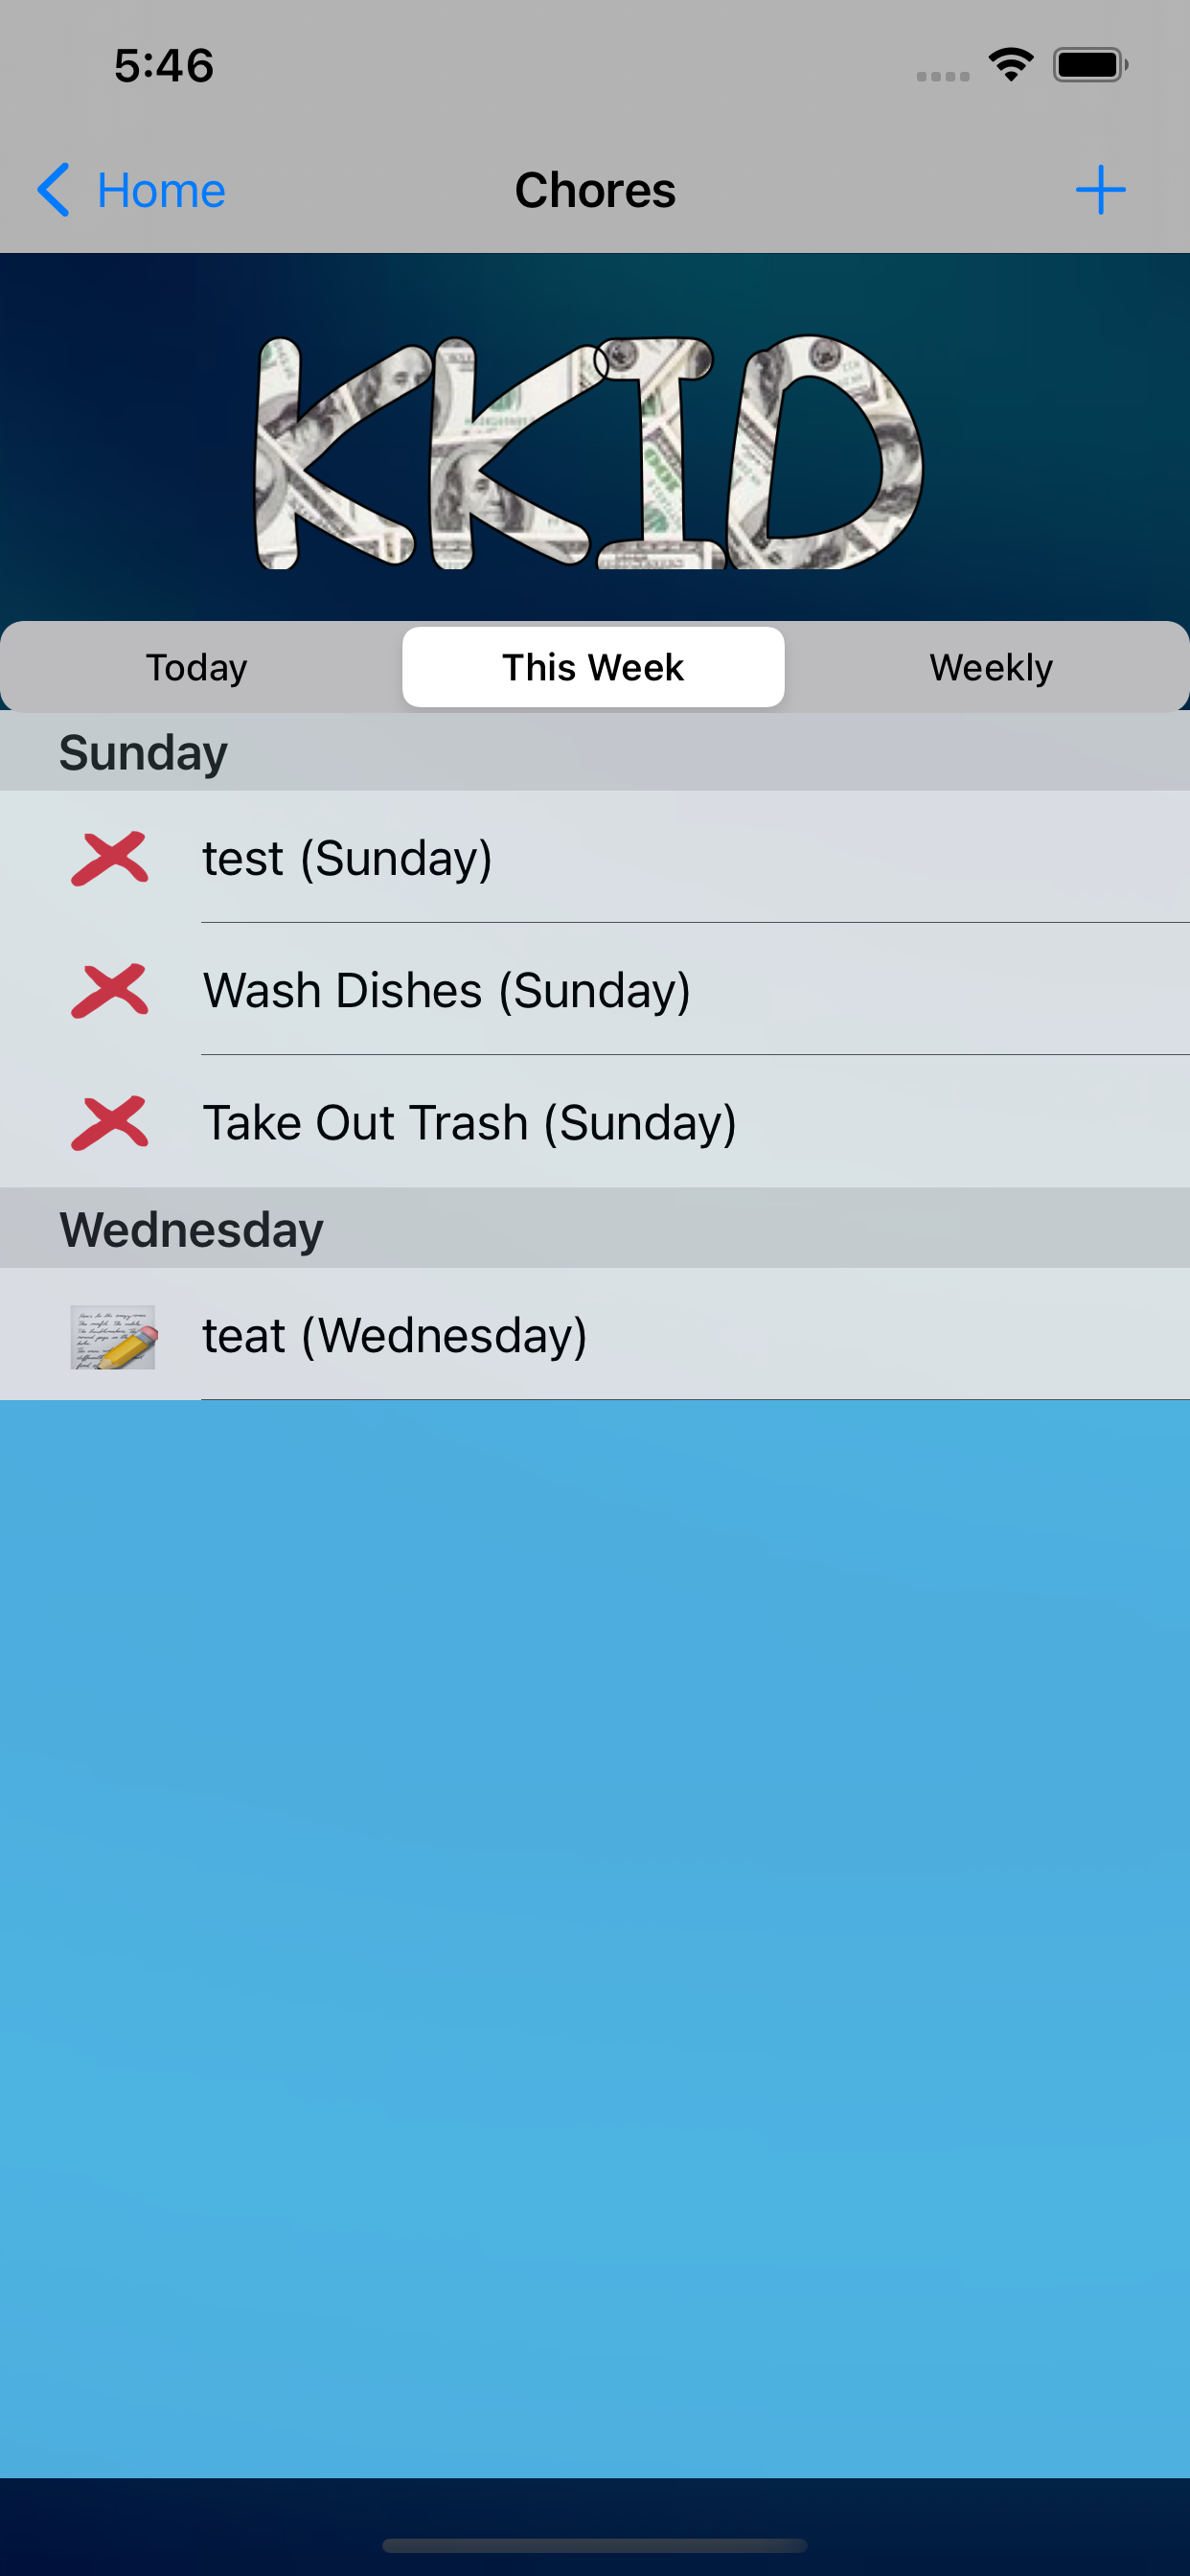 5:46
Home
Chores
KKID
Today
This Week
Weekly
Sunday
test (Sunday)
Wash Dishes (Sunday)
Take Out Trash (Sunday)
Wednesday
teat (Wednesday)